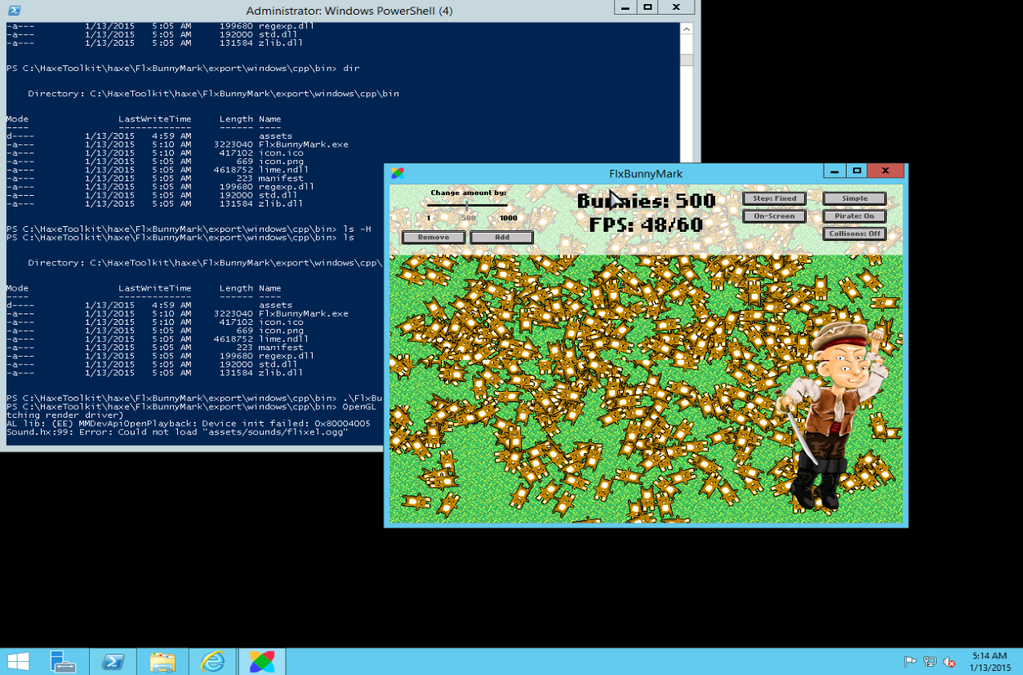 Administrator: Windows PowerShell (4)
-a--- 1/13/2015 5:05 AM 199680 regexp.dll
-a--- 1/13/2015 5:05 AM 192000 std.dll
-a--- 1/13/2015 5:05 AM 131584 zlib.dll
PS C:\HaxeToolkit\haxe\FlxBunnyMark\export\windows\cpp\bin> dir
Directory: C:\HaxeToolkit\haxe\FlxBunnyMark\export\windows\cpp\bin
Mode LastWriteTime Length Name
---- ------------- ------ ----
d---- 1/13/2015 4:59 AM assets
-a--- 1/13/2015 5:10 AM 3223040 FlxBunnyMark.exe
-a--- 1/13/2015 5:10 AM 417102 icon.ico
-a--- 1/13/2015 5:05 AM 669 icon.png
-a--- 1/13/2015 5:05 AM 4618752 lime.ndll
-a--- 1/13/2015 5:05 AM 223 manifest
-a--- 1/13/2015 5:05 AM 199680 regexp.dll
-a--- 1/13/2015 5:05 AM 192000 std.dll
-a--- 1/13/2015 5:05 AM 131584 zlib.dll
PS C:\HaxeToolkit\haxe\FlxBunnyMark\export\windows\cpp\bin> ls -H
PS C:\HaxeToolkit\haxe\FlxBunnyMark\export\windows\cpp\bin> ls
Directory: C:\HaxeToolkit\haxe\FlxBunnyMark\export\windows\cpp\
Mode LastWriteTime Length Name
---- ------------- ------ ----
d---- 1/13/2015 4:59 AM assets
-a--- 1/13/2015 5:10 AM 3223040 FlxBunnyMark.exe
-a--- 1/13/2015 5:10 AM 417102 icon.ico
-a--- 1/13/2015 5:05 AM 669 icon.png
-a--- 1/13/2015 5:05 AM 4618752 lime.ndll
-a--- 1/13/2015 5:05 AM 223 manifest
-a--- 1/13/2015 5:05 AM 199680 regexp.dll
-a--- 1/13/2015 5:05 AM 192000 std.dll
-a--- 1/13/2015 5:05 AM 131584 zlib.dll
PS C:\HaxeToolkit\haxe\FlxBunnyMark\export\windows\cpp\bin> .\FlxBu
PS C:\HaxeToolkit\haxe\FlxBunnyMark\export\windows\cpp\bin> OpenGL
tching render driver)
AL lib: (EE) MMDevApiOpenPlayback: Device init failed: 0x80004005
Sound.hx:99: Error: Could not load "assets/sounds/flixel.ogg"
FlxBunnyMark
Change amount by:
1 500 1000
Remove Add
Bunnies: 500
FPS: 48/60
Step: Fixed Simple
On-Screen Pirate: On
Collisons: Off
5:14 AM
1/13/2015